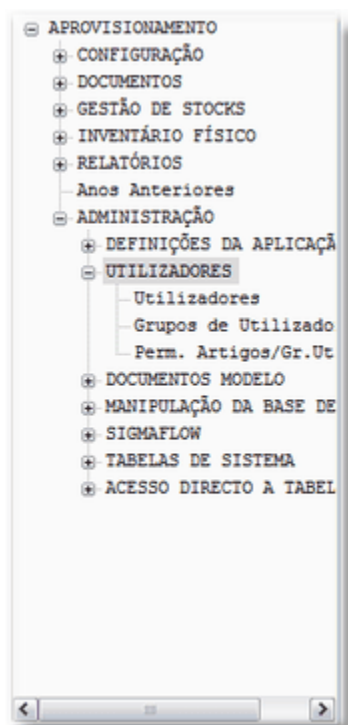 APROVISIONAMENTO
CONFIGURAÇÃO
DOCUMENTOS
GESTÃO DE STOCKS
INVENTÁRIO FÍSICO
RELATÓRIOS
Anos Anteriores
ADMINISTRAÇÃO
DEFINIÇÕES DA APLICAÇÃ
UTILIZADORES
Utilizadores
Grupos de Utilizado
Perm. Artigos/Gr.Ut
DOCUMENTOS MODELO
MANIPULAÇÃO DA BASE DE
SIGMAFLOW
TABELAS DE SISTEMA
ACESSO DIRECTO A TABEL